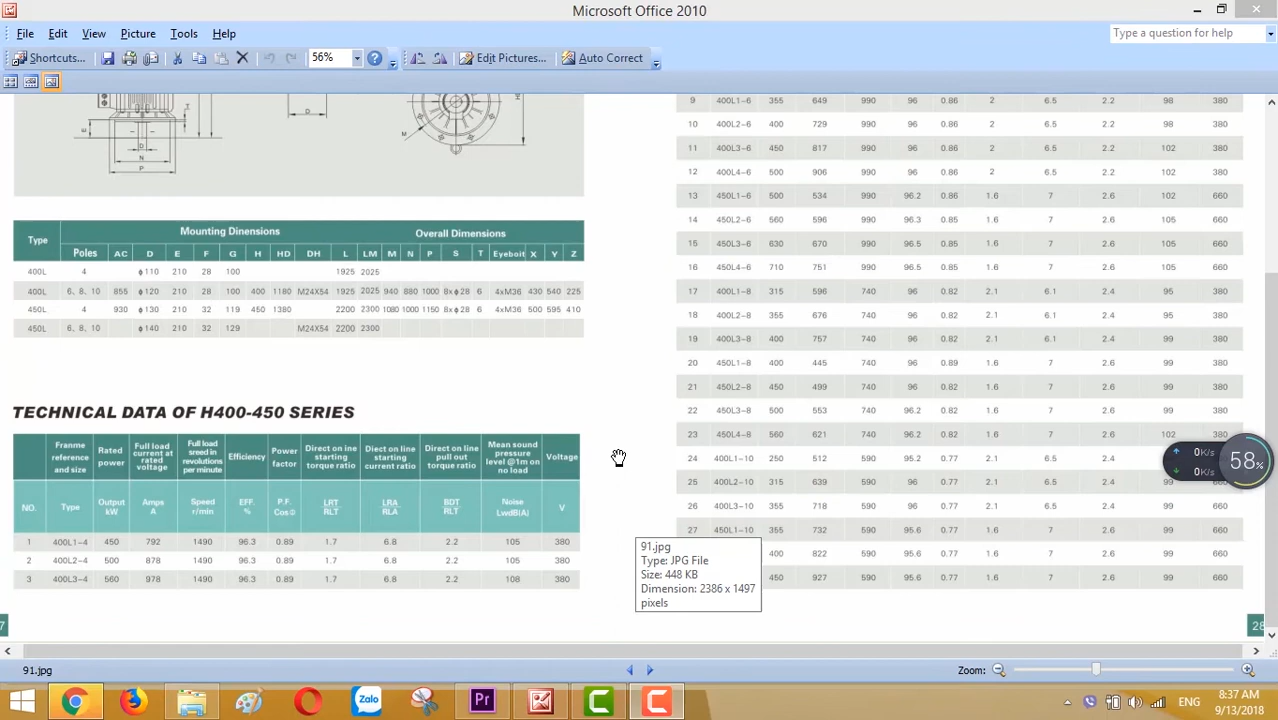 Microsoft Office 2010
File Edit View Picture Tools Help
Type a question for help
Shortcuts... 56% Edit Pictures... Auto Correct
E D N P D M
Type Mounting Dinensions Overall Dimensions
Poles AC D E F G H HD DH L LM M N P S T Eyeboit X Y Z
400L 4 ϕ110 210 28 100 1925 2025
400L 6、8、10 855 ϕ120 210 28 100 400 1180 M24X54 1925 2025 940 880 1000 8xϕ28 6 4xM36 430 540 225
450L 4 930 ϕ130 210 32 119 450 1380 2200 2300 1080 1000 1150 8xϕ28 6 4xM36 500 595 410
450L 6、8、10 ϕ140 210 32 129 M24X54 2200 2300
TECHNICAL DATA OF H400-450 SERIES
Franme reference and size
Rated power
Full load current at rated voltage
Full load sreed in revolutions per minute
Efficiency
Power factor
Direct on ine starting torque ratio
Diect on line starting current ratio
Direct on line pull out torque ratio
Mean sound pressure level @1m on no load
Voltage
NO. Type Output kW Amps A Speed r/min EFF. % P.F. CosΦ LRT RLT LRA RLA BDT RLT Noise LwdB(A) V
1 400L1-4 450 792 1490 96.3 0.89 1.7 6.8 2.2 105 380
2 400L2-4 500 878 1490 96.3 0.89 1.7 6.8 2.2 105 380
3 400L3-4 560 978 1490 96.3 0.89 1.7 6.8 2.2 108 380
9 400L1-6 355 649 990 96 0.86 2 6.5 2.2 98 380
10 400L2-6 400 729 990 96 0.86 2 6.5 2.2 98 380
11 400L3-6 450 817 990 96 0.86 2 6.5 2.2 102 380
12 400L4-6 500 906 990 96 0.86 2 6.5 2.2 102 380
13 450L1-6 500 534 990 96.2 0.86 1.6 7 2.6 102 660
14 450L2-6 560 596 990 96.3 0.85 1.6 7 2.6 105 660
15 450L3-6 630 670 990 96.5 0.85 1.6 7 2.6 105 660
16 450L4-6 710 751 990 96.5 0.85 1.6 7 2.6 105 660
17 400L1-8 315 596 740 96 0.82 2.1 6.1 2.4 95 380
18 400L2-8 355 676 740 96 0.82 2.1 6.1 2.4 95 380
19 400L3-8 400 757 740 96 0.82 2.1 6.1 2.4 99 380
20 450L1-8 400 445 740 96 0.89 1.6 7 2.6 99 380
21 450L2-8 450 499 740 96 0.82 1.6 7 2.6 99 380
22 450L3-8 500 553 740 96.2 0.82 1.6 7 2.6 99 380
23 450L4-8 560 621 740 96.2 0.82 1.6 7 2.6 102 380
24 400L1-10 250 512 590 95.2 0.77 2.1 6.5 2.4
25 400L2-10 315 639 590 96 0.77 2.1 6.5 2.4 99 660
26 400L3-10 355 718 590 96 0.77 2.1 6.5 2.4 99 380
27 450L1-10 355 732 590 95.6 0.77 1.6 7 2.6 99 380
400 822 590 95.6 0.77 1.6 7 2.6 99 660
450 927 590 95.6 0.77 1.6 7 2.6 99 660
0K/s
0K/s
58%
91.jpg
Type: JPG File
Size: 448 KB
Dimension: 2386 x 1497
pixels
7 28
91.jpg Zoom:
Zalo Pr ENG
8:37 AM
9/13/2018